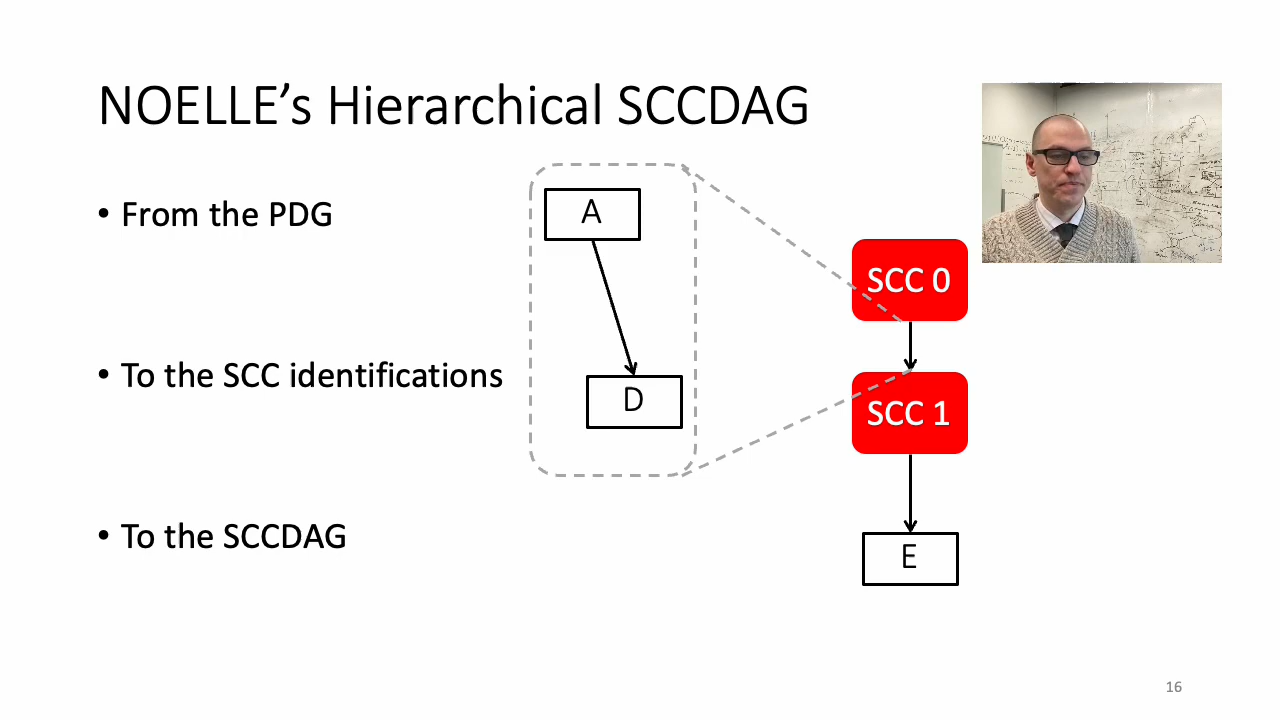 NOELLE’s Hierarchical SCCDAG
• From the PDG
• To the SCC identifications
• To the SCCDAG
A
D
SCC 0
SCC 1
E
16